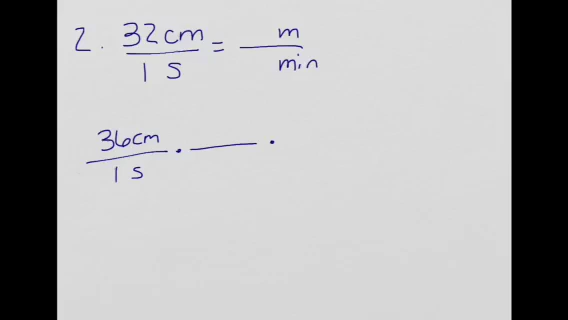 2. 32cm/1 S = m/min
36cm/1 S · ___ ·